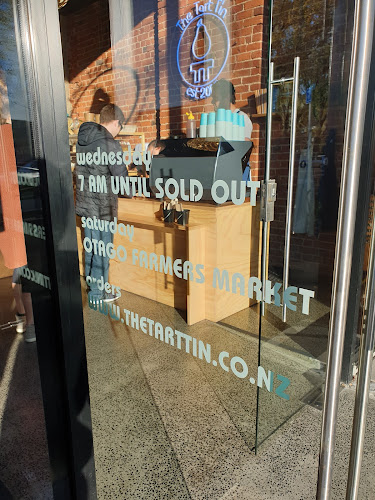 The Tart Tin
est 20
wednesday
7 AM UNTIL SOLD OUT
saturday
OTAGO FARMERS MARKET
orders
WWW.THETARTTIN.CO.NZ